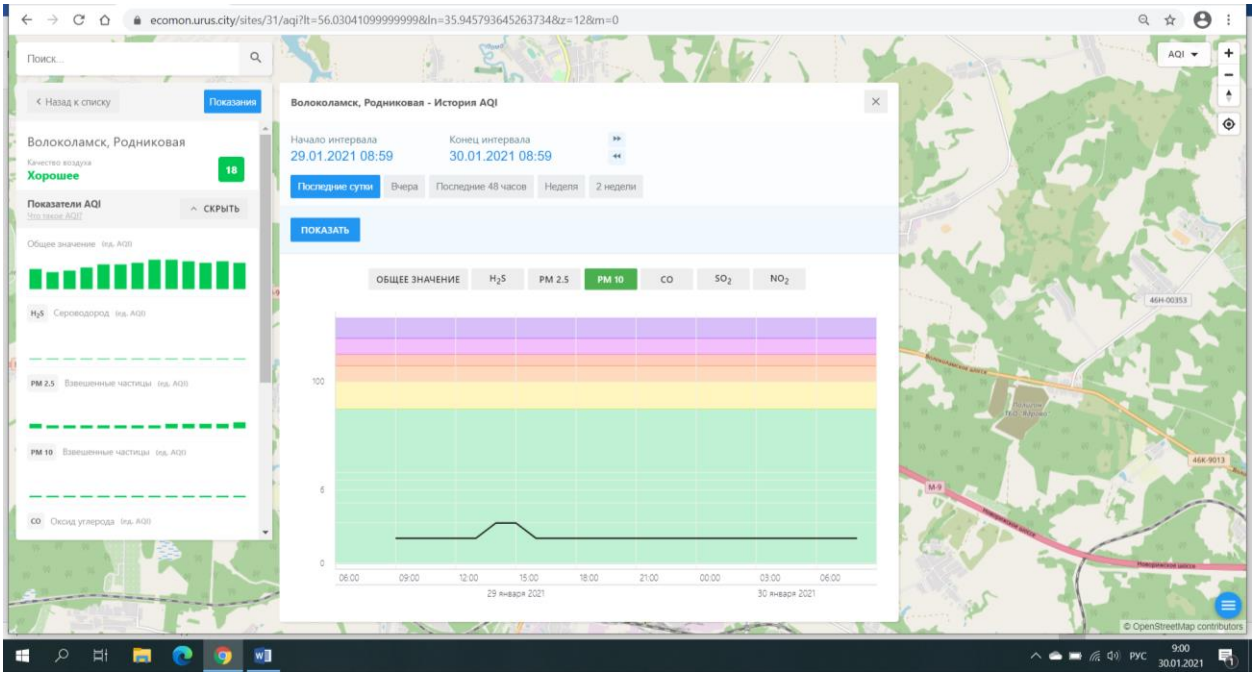 ecomon.urus.city/sites/31/aqi?lt=56.03041099999999&ln=35.945793645263734&z=12&m=0
Поиск...
AQI
Назад к списку
Показания
Волоколамск, Родниковая
Качество воздуха
Хорошее
18
Показатели AQI
Что такое AQI?
СКРЫТЬ
Общее значение (ед. AQI)
H₂S Сероводород (ед. AQI)
PM 2.5 Взвешенные частицы (ед. AQI)
PM 10 Взвешенные частицы (ед. AQI)
CO Оксид углерода (ед. AQI)
Волоколамск, Родниковая - История AQI
Начало интервала
Конец интервала
29.01.2021 08:59
30.01.2021 08:59
Последние сутки Вчера Последние 48 часов Неделя 2 недели
ПОКАЗАТЬ
ОБЩЕЕ ЗНАЧЕНИЕ H₂S PM 2.5 PM 10 CO SO₂ NO₂
100
6
0
06:00 09:00 12:00 15:00 18:00 21:00 00:00 03:00 06:00
29 января 2021
30 января 2021
46Н-00353
Волоколамское шоссе
46К-9013
М-9
Новорижское шоссе
Новорижское шоссе
© OpenStreetMap contributors
РУС
9:00
30.01.2021